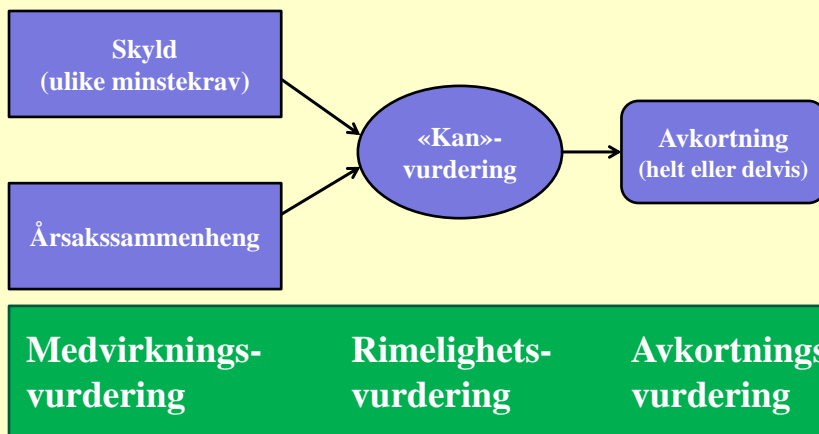 Skyld
(ulike minstekrav)
«Kan»-
vurdering
Avkortning
(helt eller delvis)
Årsakssammenheng
Medvirknings-
vurdering
Rimelighets-
vurdering
Avkortnings
vurdering